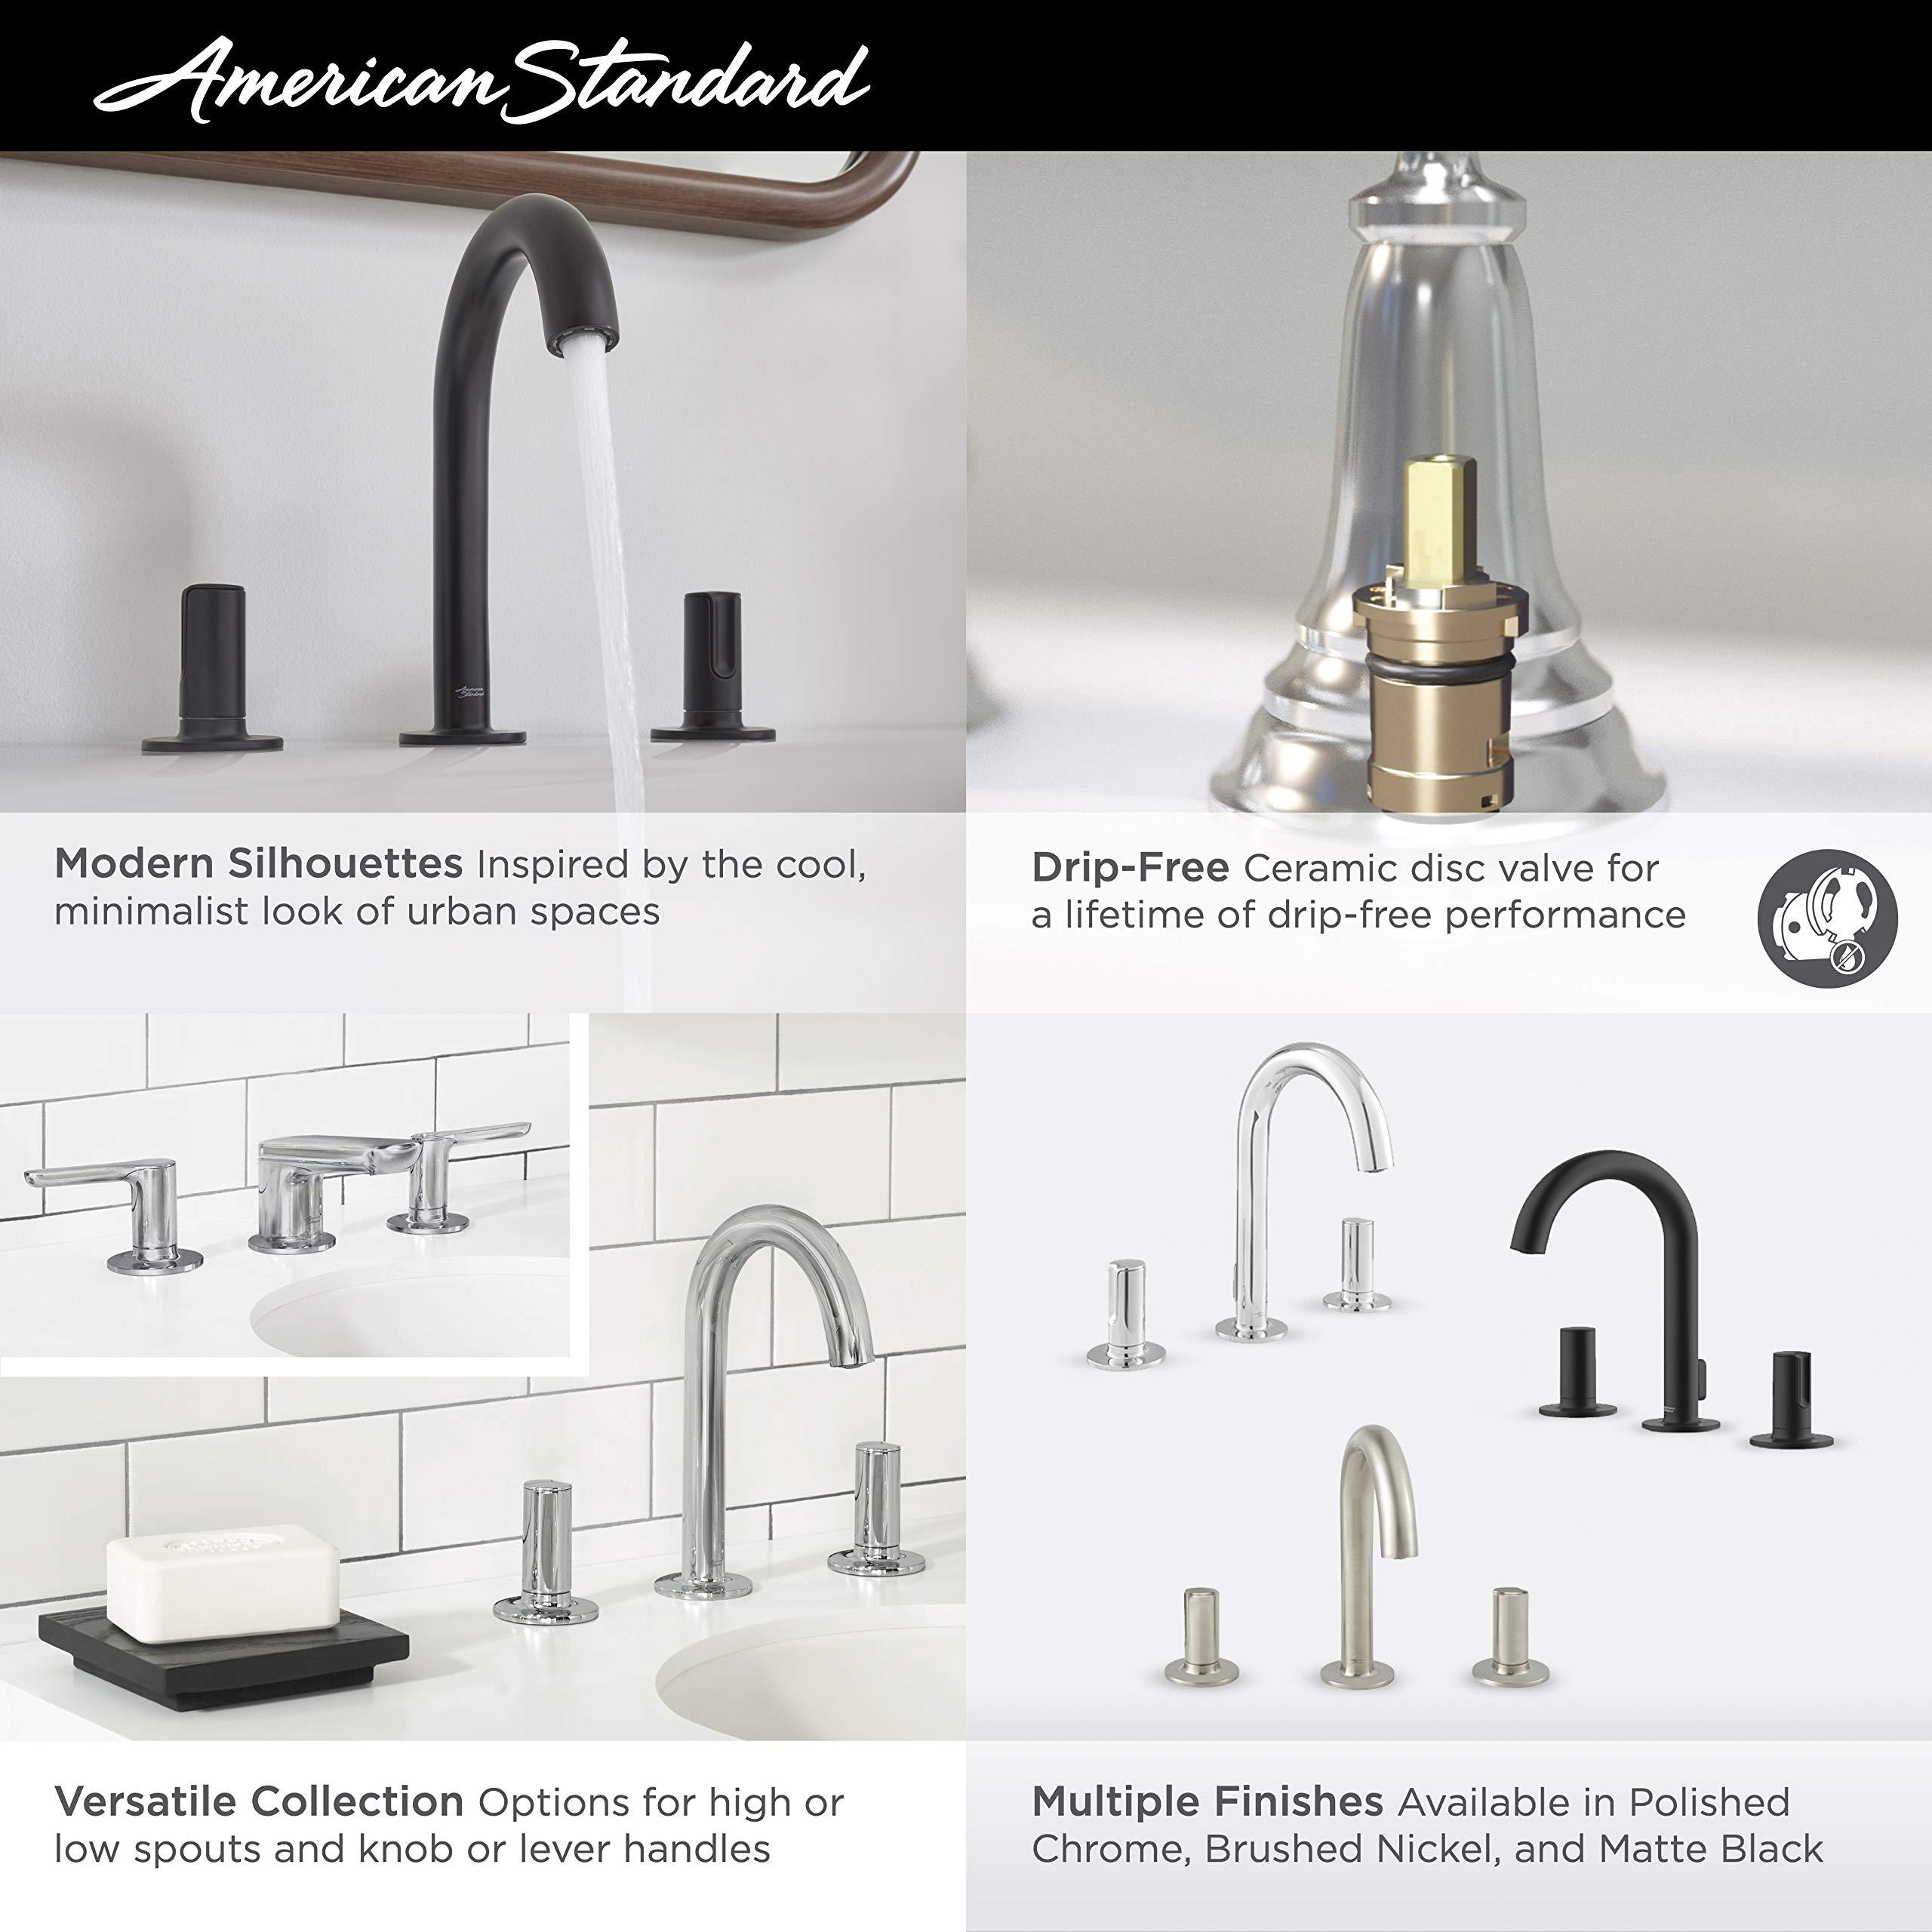 American Standard
American
Standard
Modern Silhouettes Inspired by the cool,
minimalist look of urban spaces
Drip-Free Ceramic disc valve for
a lifetime of drip-free performance
Versatile Collection Options for high or
low spouts and knob or lever handles
Multiple Finishes Available in Polished
Chrome, Brushed Nickel, and Matte Black